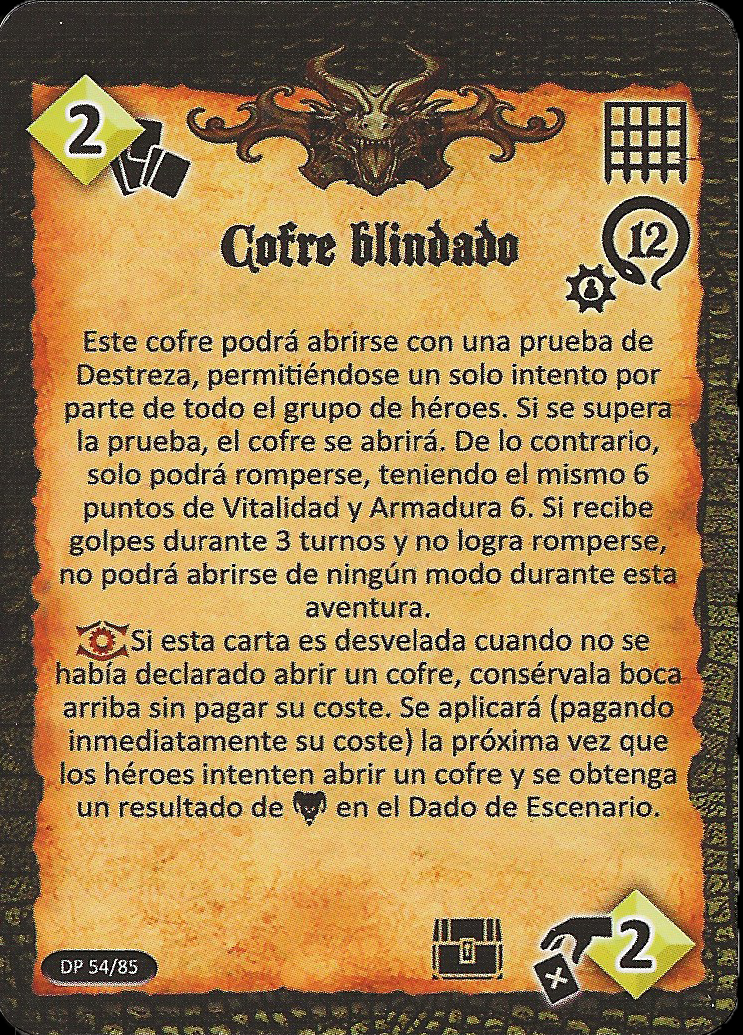 2
12
Cofre blindado
Este cofre podrá abrirse con una prueba de
Destreza, permitiéndose un solo intento por
parte de todo el grupo de héroes. Si se supera
la prueba, el cofre se abrirá. De lo contrario,
solo podrá romperse, teniendo el mismo 6
puntos de Vitalidad y Armadura 6. Si recibe
golpes durante 3 turnos y no logra romperse,
no podrá abrirse de ningún modo durante esta
aventura.
Si esta carta es desvelada cuando no se
había declarado abrir un cofre, consérvala boca
arriba sin pagar su coste. Se aplicará (pagando
inmediatamente su coste) la próxima vez que
los héroes intenten abrir un cofre y se obtenga
un resultado de en el Dado de Escenario.
DP 54/85
2